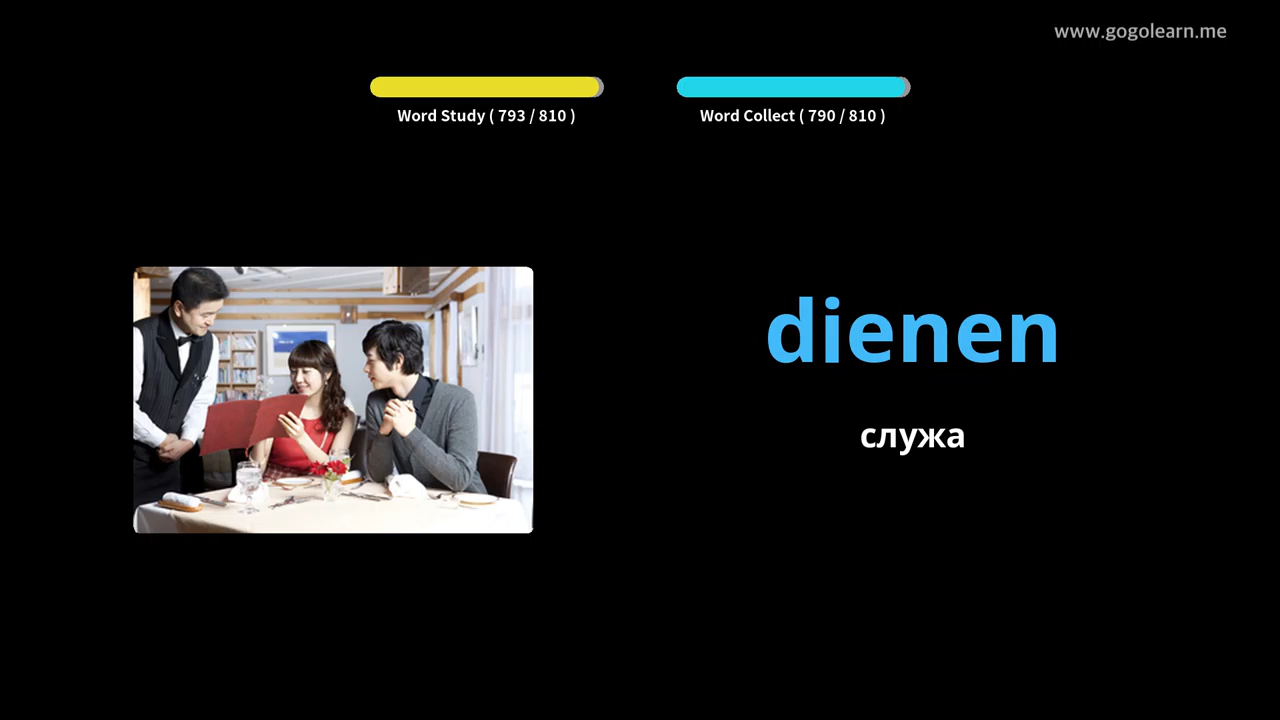 www.gogolearn.me
Word Study ( 793 / 810 )
Word Collect ( 790 / 810 )
dienen
служа